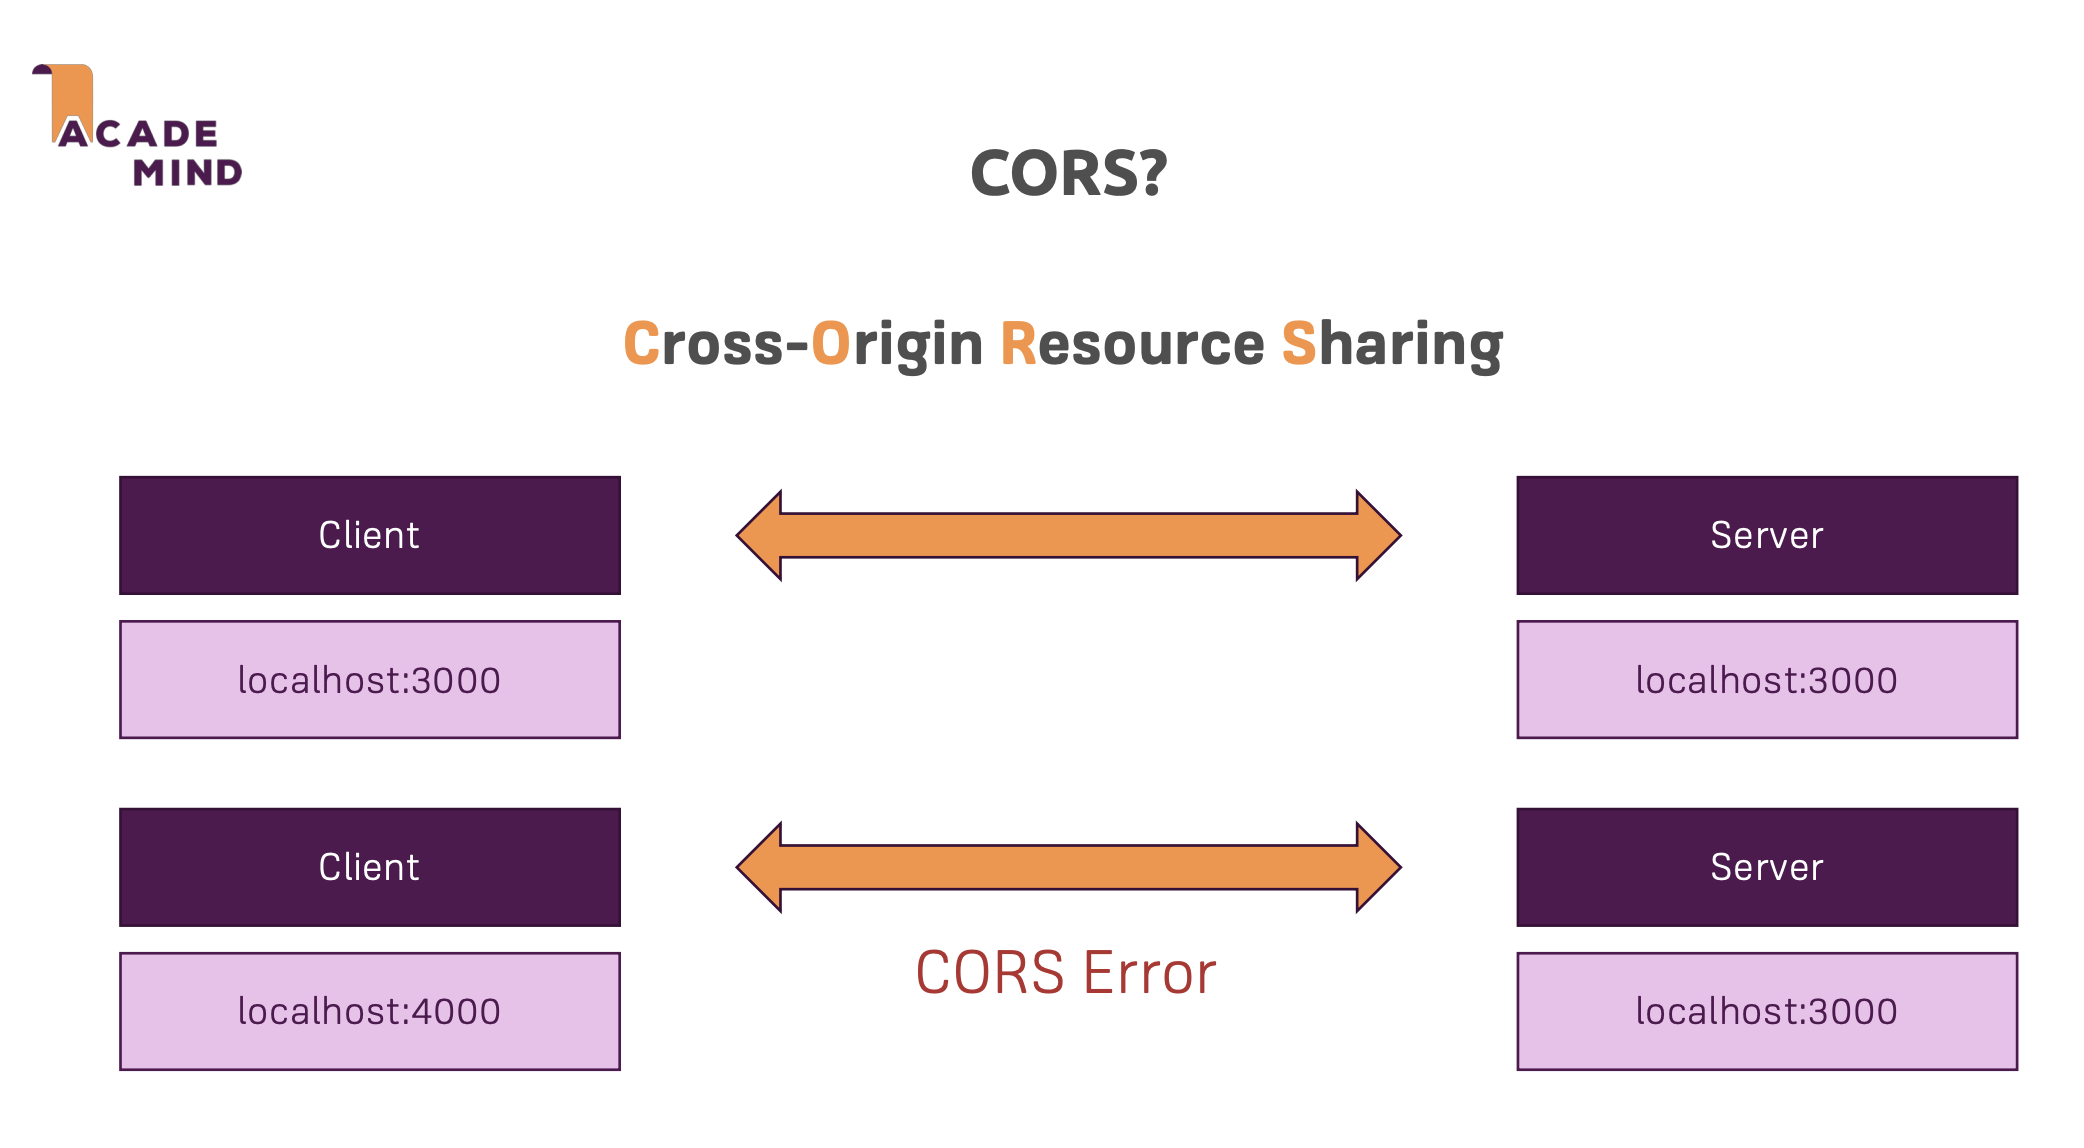 ACADE
MIND
CORS?
Cross-Origin Resource Sharing
Client
Server
localhost:3000
localhost:3000
Client
Server
CORS Error
localhost:4000
localhost:3000